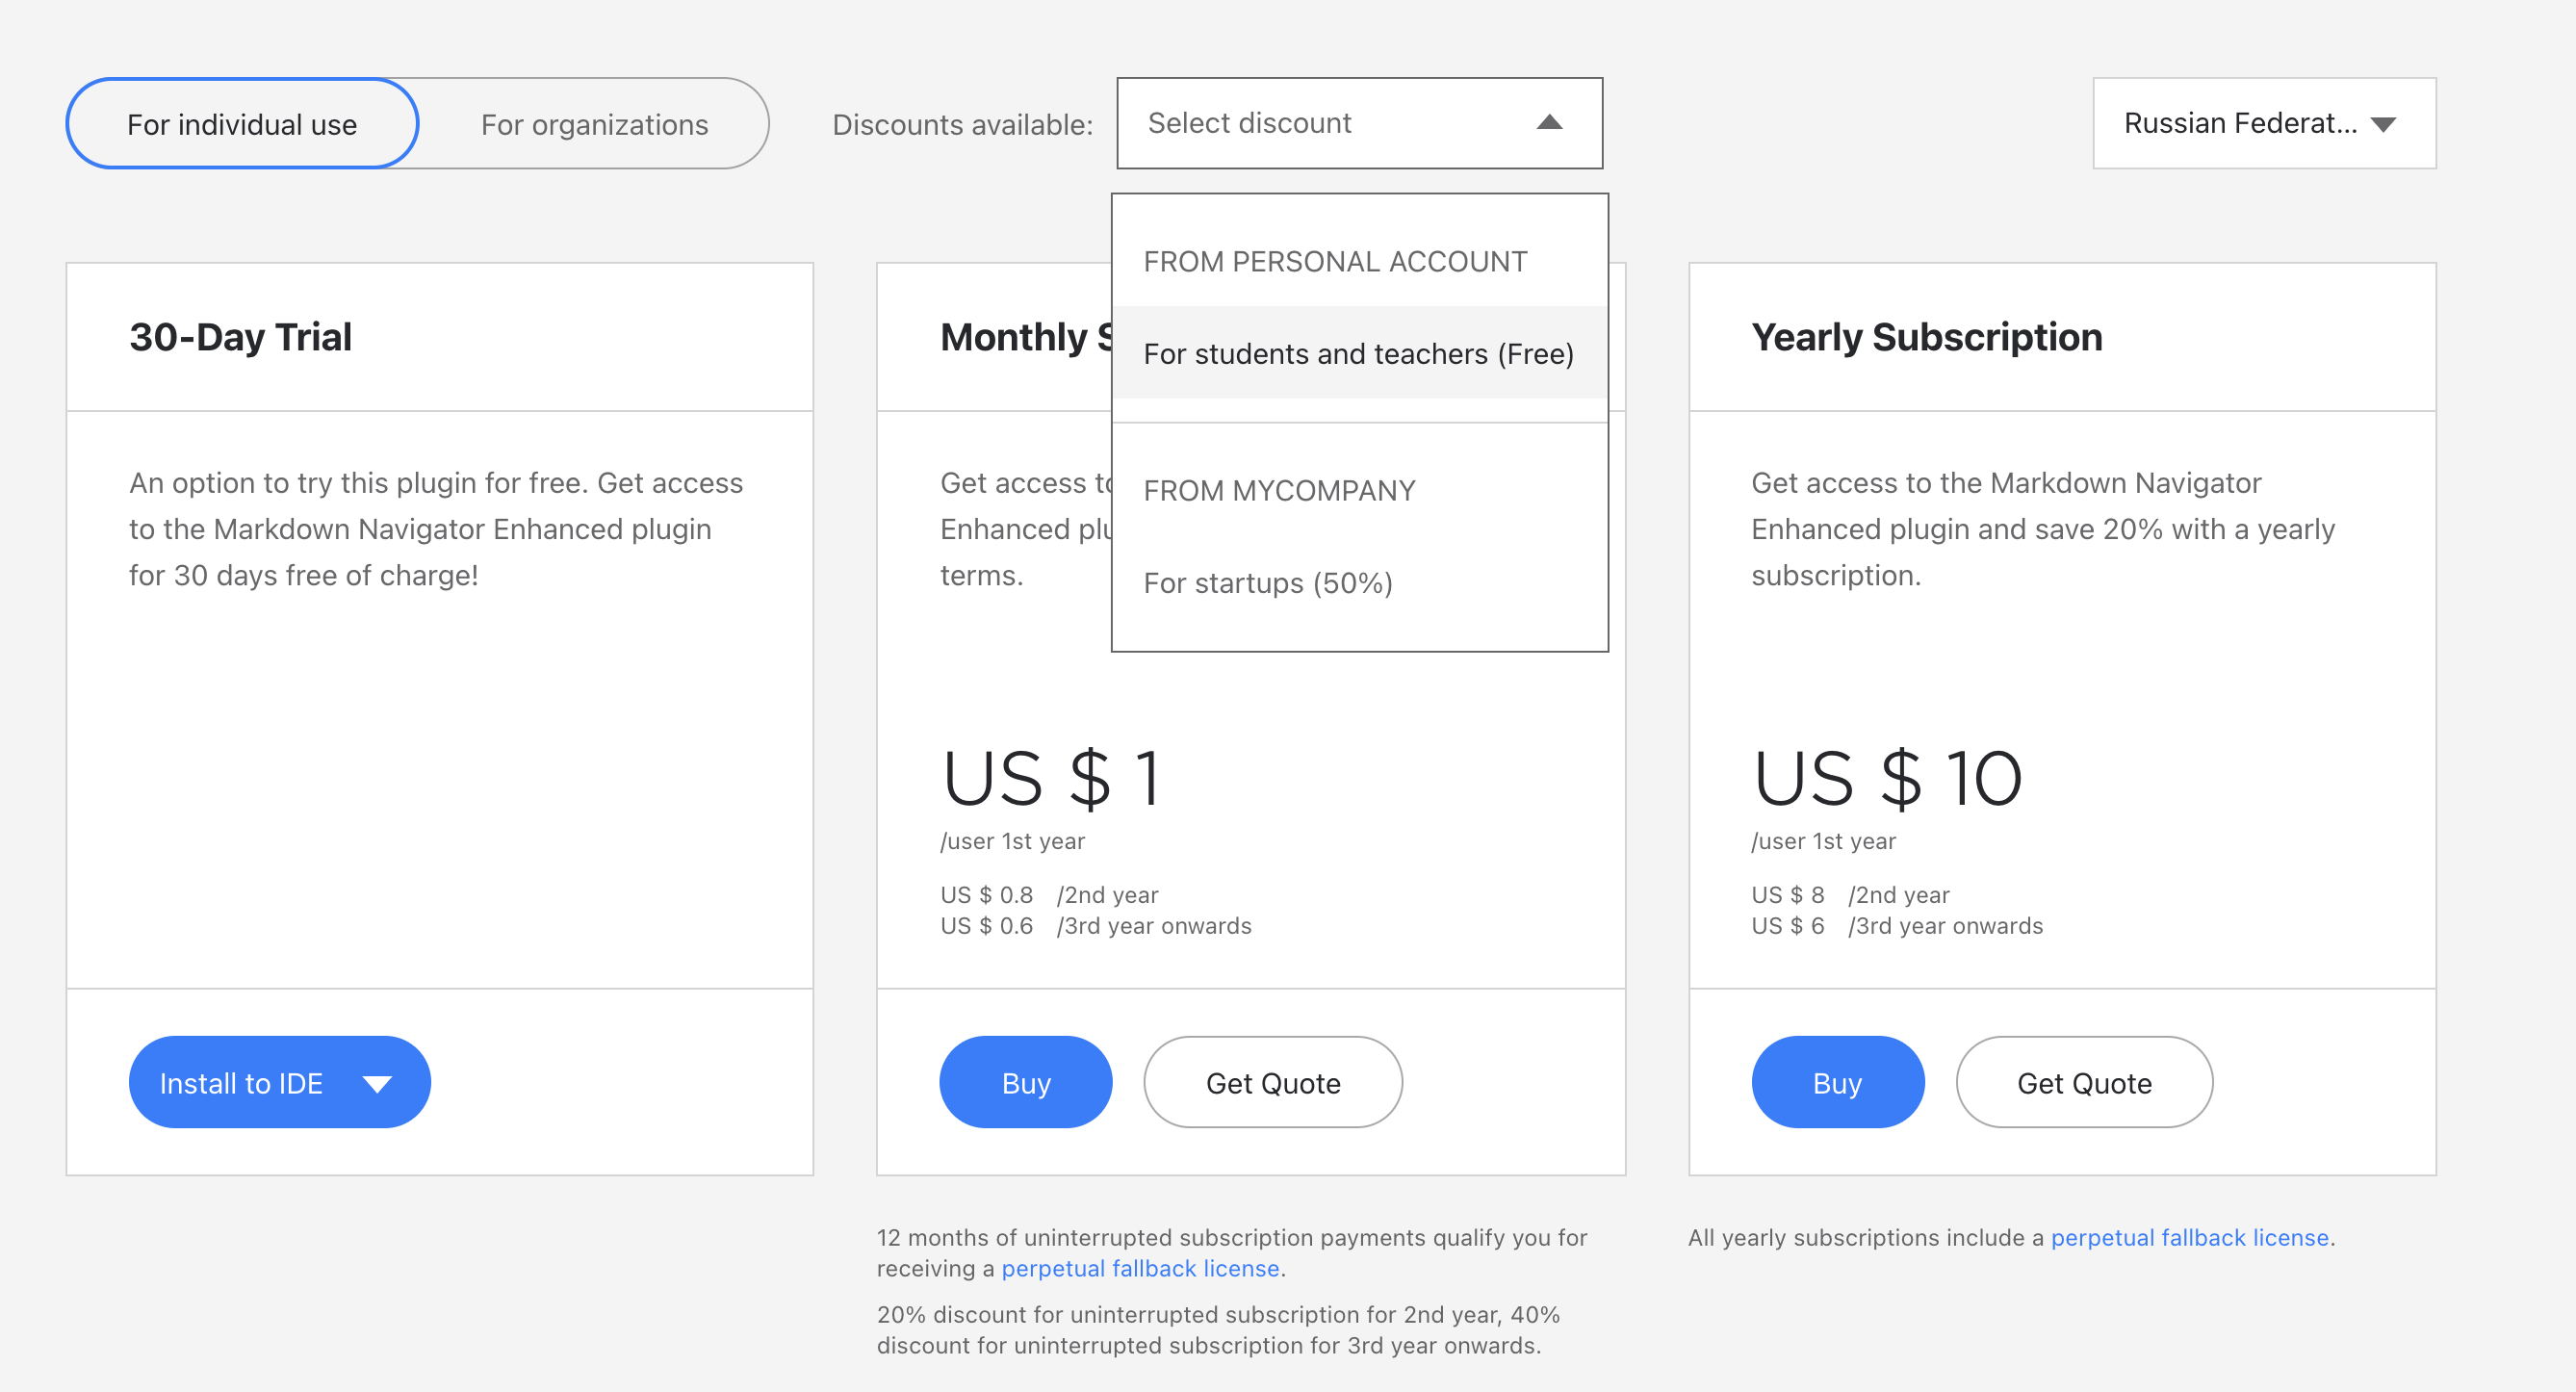 For individual use
For organizations
Discounts available:
Select discount
Russian Federat...
FROM PERSONAL ACCOUNT
For students and teachers (Free)
FROM MYCOMPANY
For startups (50%)
30-Day Trial
An option to try this plugin for free. Get access
to the Markdown Navigator Enhanced plugin
for 30 days free of charge!
Install to IDE
Monthly
Get access
Enhanced
terms.
US $ 1
/user 1st year
US $ 0.8 /2nd year
US $ 0.6 /3rd year onwards
Buy
Get Quote
12 months of uninterrupted subscription payments qualify you for
receiving a perpetual fallback license.
20% discount for uninterrupted subscription for 2nd year, 40%
discount for uninterrupted subscription for 3rd year onwards.
Yearly Subscription
Get access to the Markdown Navigator
Enhanced plugin and save 20% with a yearly
subscription.
US $ 10
/user 1st year
US $ 8 /2nd year
US $ 6 /3rd year onwards
Buy
Get Quote
All yearly subscriptions include a perpetual fallback license.